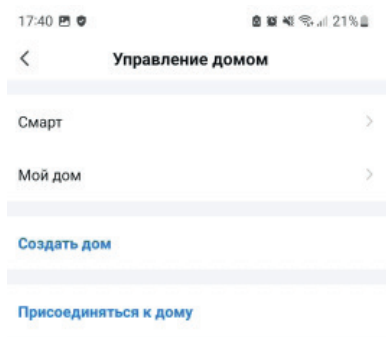 17:40 21%
Управление домом
Смарт
Мой дом
Создать дом
Присоединяться к дому